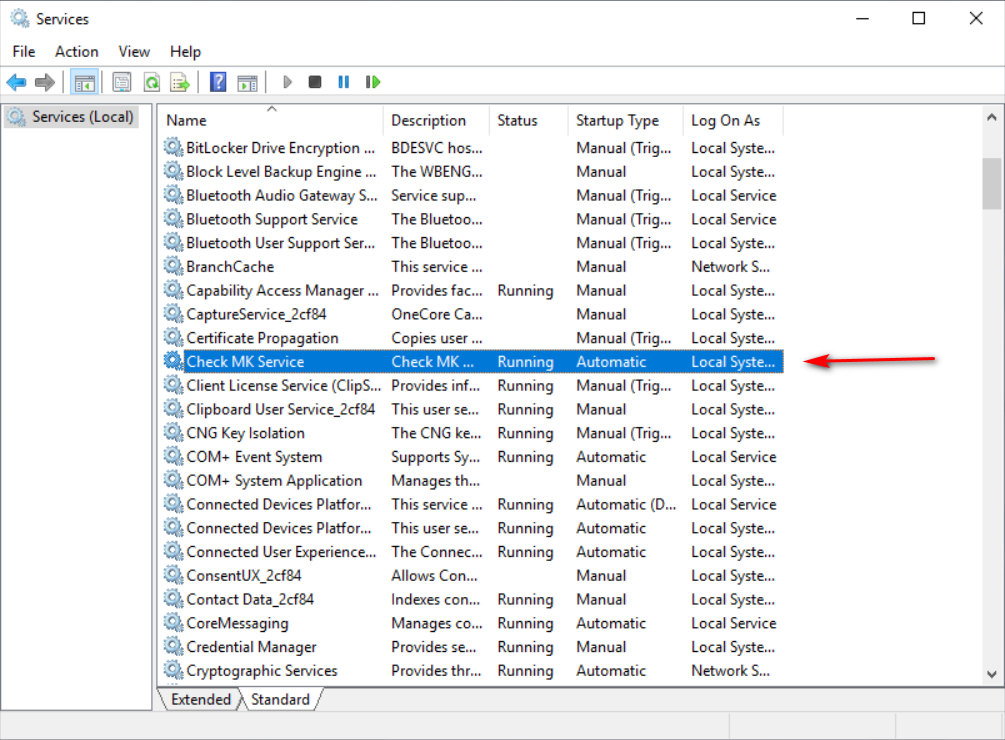 Services
File Action View Help
Services (Local)
Name Description Status Startup Type Log On As
BitLocker Drive Encryption ... BDESVC hos... Manual (Trig... Local Syste...
Block Level Backup Engine ... The WBENG... Manual Local Syste...
Bluetooth Audio Gateway S... Service sup... Manual (Trig... Local Service
Bluetooth Support Service The Bluetoo... Manual (Trig... Local Service
Bluetooth User Support Ser... The Bluetoo... Manual (Trig... Local Syste...
BranchCache This service ... Manual Network S...
Capability Access Manager ... Provides fac... Running Manual Local Syste...
CaptureService_2cf84 OneCore Ca... Manual Local Syste...
Certificate Propagation Copies user ... Manual (Trig... Local Syste...
Check MK Service Check MK ... Running Automatic Local Syste...
Client License Service (ClipS... Provides inf... Running Manual (Trig... Local Syste...
Clipboard User Service_2cf84 This user se... Running Manual Local Syste...
CNG Key Isolation The CNG ke... Running Manual (Trig... Local Syste...
COM+ Event System Supports Sy... Running Automatic Local Service
COM+ System Application Manages th... Manual Local Syste...
Connected Devices Platfor... This service ... Running Automatic (D... Local Service
Connected Devices Platfor... This user se... Running Automatic Local Syste...
Connected User Experience... The Connec... Running Automatic Local Syste...
ConsentUX_2cf84 Allows Con... Manual Local Syste...
Contact Data_2cf84 Indexes con... Running Manual Local Syste...
CoreMessaging Manages co... Running Automatic Local Service
Credential Manager Provides se... Running Manual Local Syste...
Cryptographic Services Provides thr... Running Automatic Network S...
Extended Standard